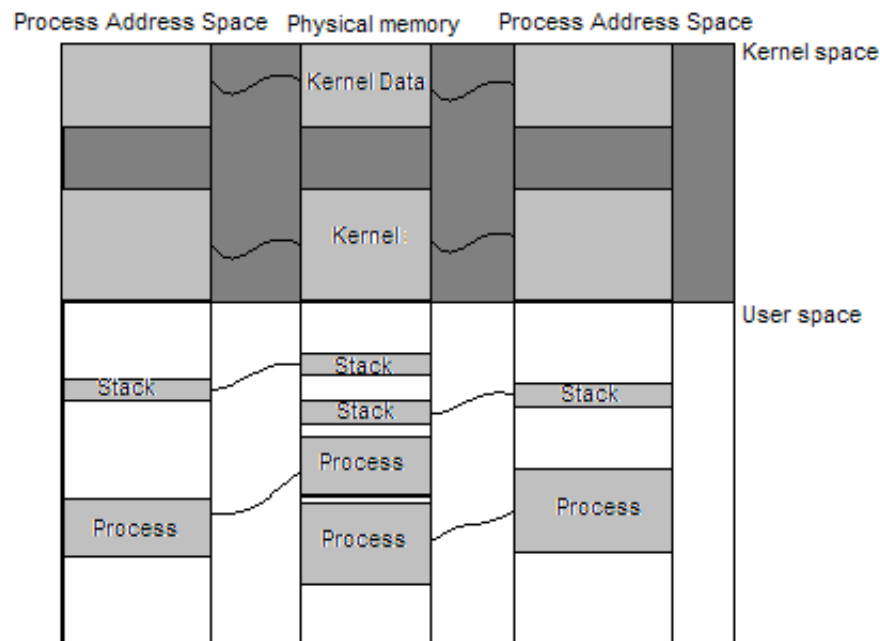 Process Address Space Physical memory Process Address Space
Kernel space
Kernel Data
Kernel
User space
Stack
Stack
Stack
Stack
Process
Process
Process
Process